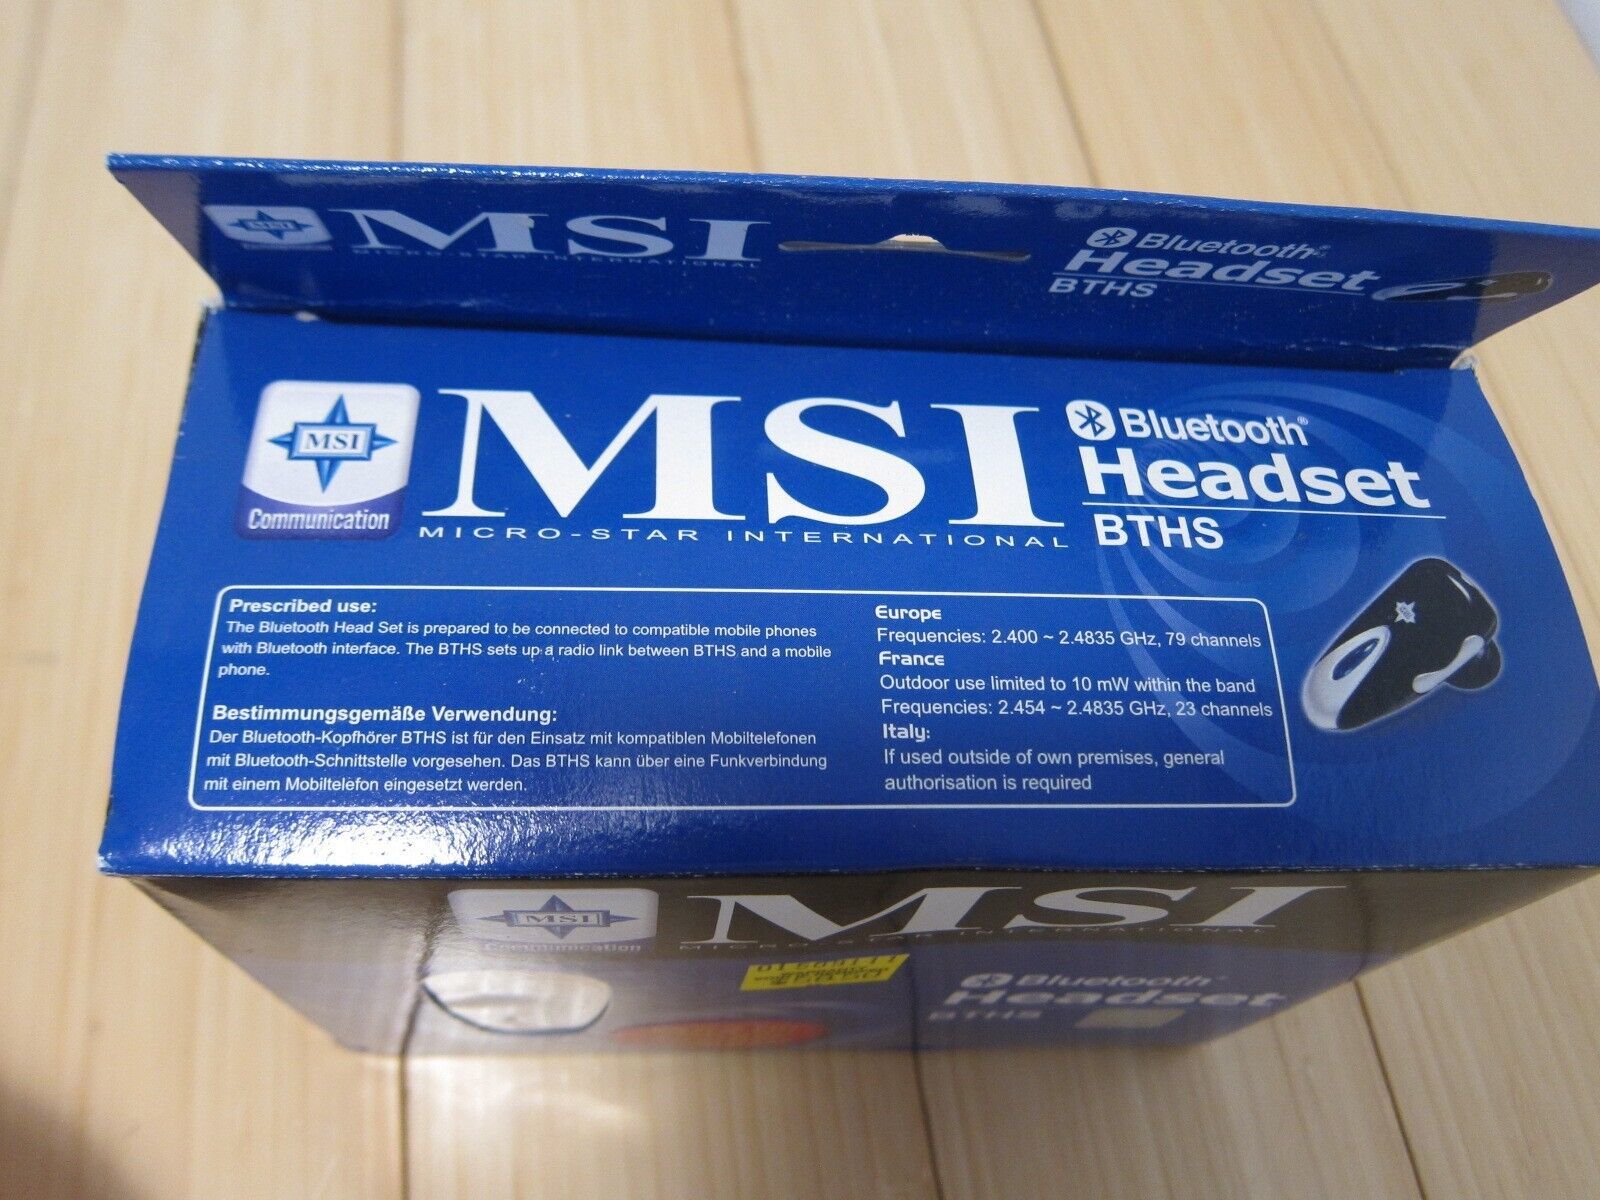 MSI
MSI
MICRO-STAR INTERNATIONAL
Bluetooth®
Headset
BTHS
MSI
Communication
MSI
MICRO-STAR INTERNATIONAL
Bluetooth®
Headset
BTHS
Prescribed use:
The Bluetooth Head Set is prepared to be connected to compatible mobile phones
with Bluetooth interface. The BTHS sets up a radio link between BTHS and a mobile
phone.
Bestimmungsgemäße Verwendung:
Der Bluetooth-Kopfhörer BTHS ist für den Einsatz mit kompatiblen Mobiltelefonen
mit Bluetooth-Schnittstelle vorgesehen. Das BTHS kann über eine Funkverbindung
mit einem Mobiltelefon eingesetzt werden.
Europe
Frequencies: 2.400 ~ 2.4835 GHz, 79 channels
France
Outdoor use limited to 10 mW within the band
Frequencies: 2.454 ~ 2.4835 GHz, 23 channels
Italy:
If used outside of own premises, general
authorisation is required
MSI
Communication
MSI
MICRO-STAR INTERNATIONAL
Bluetooth
Headset
BTHS